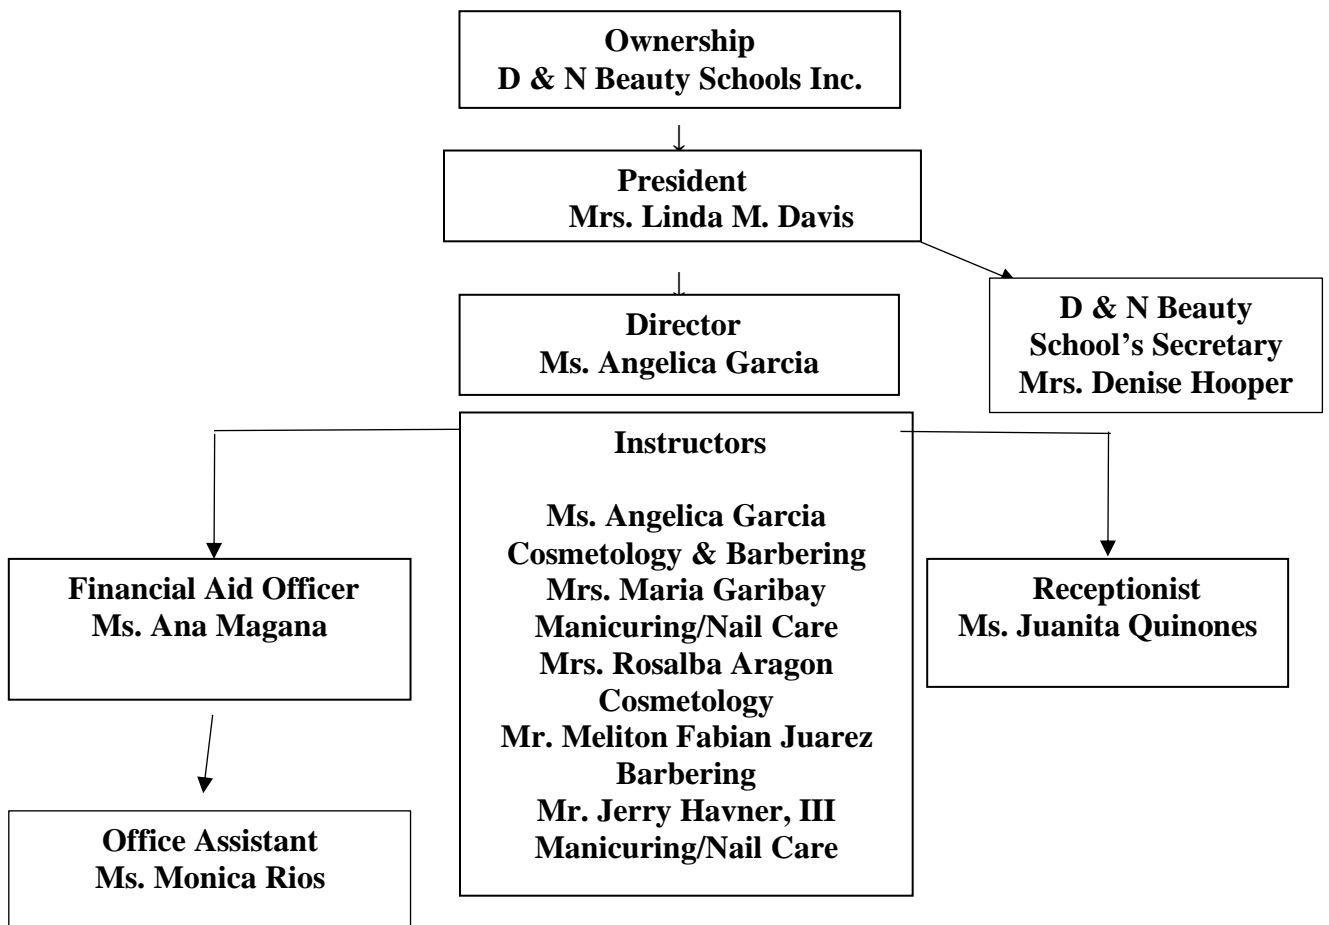 Ownership
D & N Beauty Schools Inc.
President
Mrs. Linda M. Davis
Director
Ms. Angelica Garcia
D & N Beauty
School’s Secretary
Mrs. Denise Hooper
Instructors
Ms. Angelica Garcia
Cosmetology & Barbering
Mrs. Maria Garibay
Manicuring/Nail Care
Mrs. Rosalba Aragon
Cosmetology
Mr. Meliton Fabian Juarez
Barbering
Mr. Jerry Havner, III
Manicuring/Nail Care
Financial Aid Officer
Ms. Ana Magana
Receptionist
Ms. Juanita Quinones
Office Assistant
Ms. Monica Rios